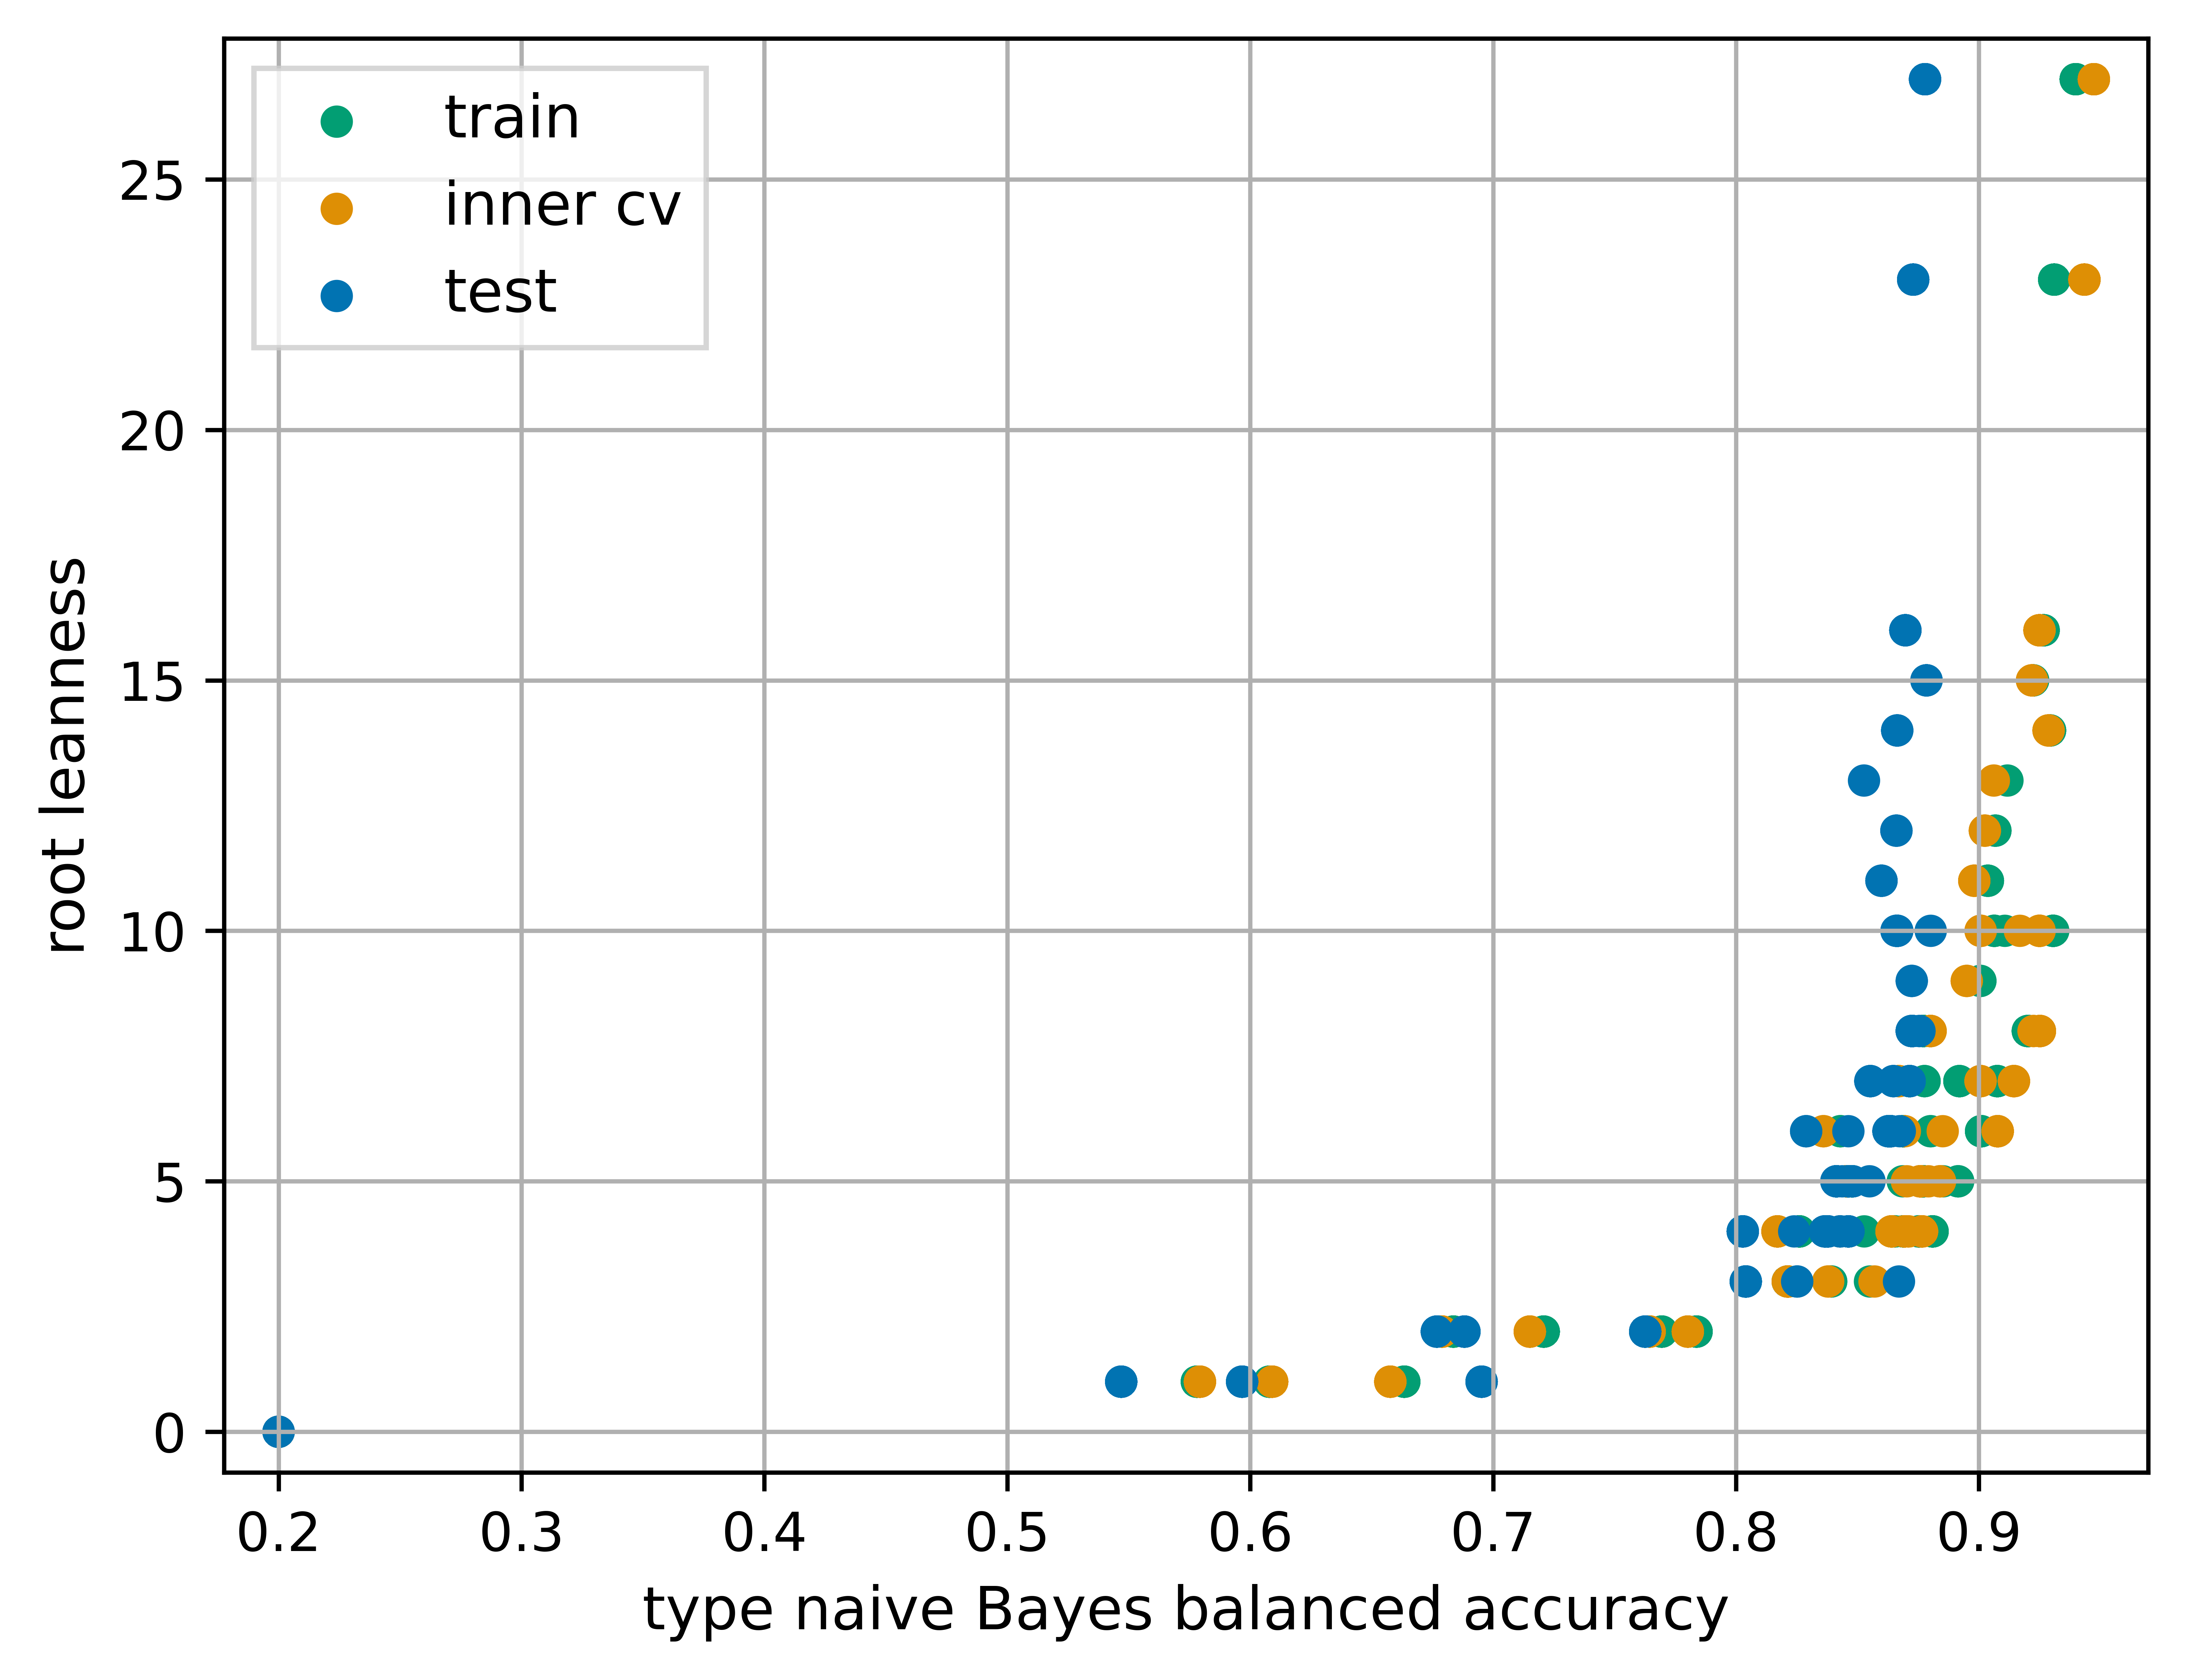 train
inner cv
test
25
20
15
10
5
0
root leanness
0.2 0.3 0.4 0.5 0.6 0.7 0.8 0.9
type naive Bayes balanced accuracy